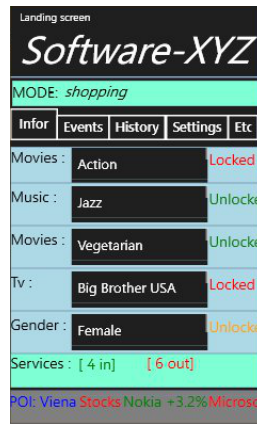 Landing screen
Software-XYZ
MODE: shopping
Infor Events History Settings Etc
Movies : Action Locked
Music : Jazz Unlocke
Movies : Vegetarian Unlocke
Tv : Big Brother USA Locked
Gender : Female Unlocke
Services : [ 4 in] [ 6 out]
POI: Viena Stocks Nokia +3.2% Microso